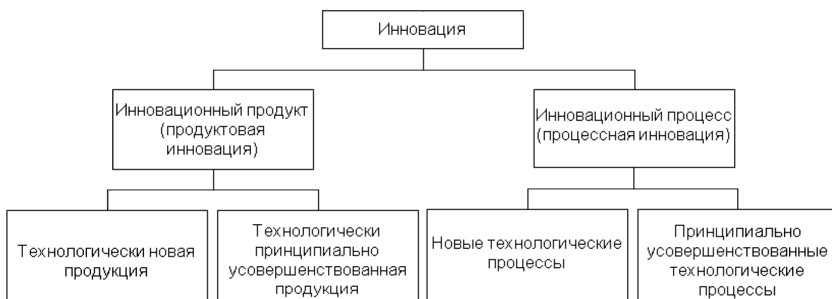 Инновация
Инновационный продукт
(продуктовая
инновация)
Инновационный процесс
(процессная инновация)
Технологически новая
продукция
Технологически
принципиально
усовершенствованная
продукция
Новые технологические
процессы
Принципиально
усовершенствованные
технологические
процессы